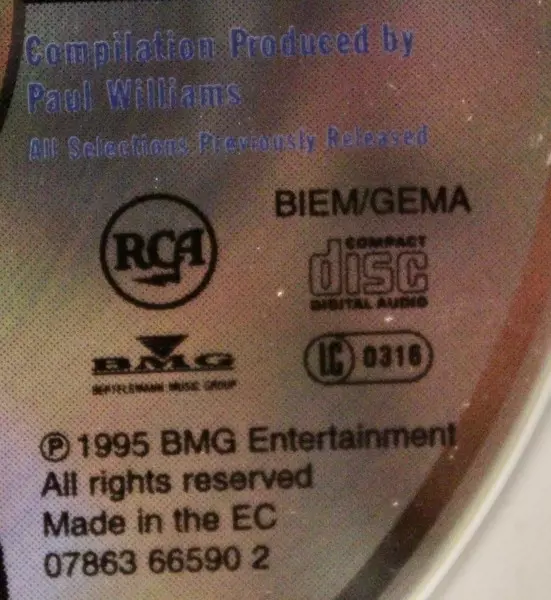 Compilation Produced by
Paul Williams
All Selections Previously Released
BIEM/GEMA
RCA
COMPACT
disc
DIGITAL AUDIO
BMG
BERTELSMANN MUSIC GROUP
LC 0316
℗ 1995 BMG Entertainment
All rights reserved
Made in the EC
07863 66590 2